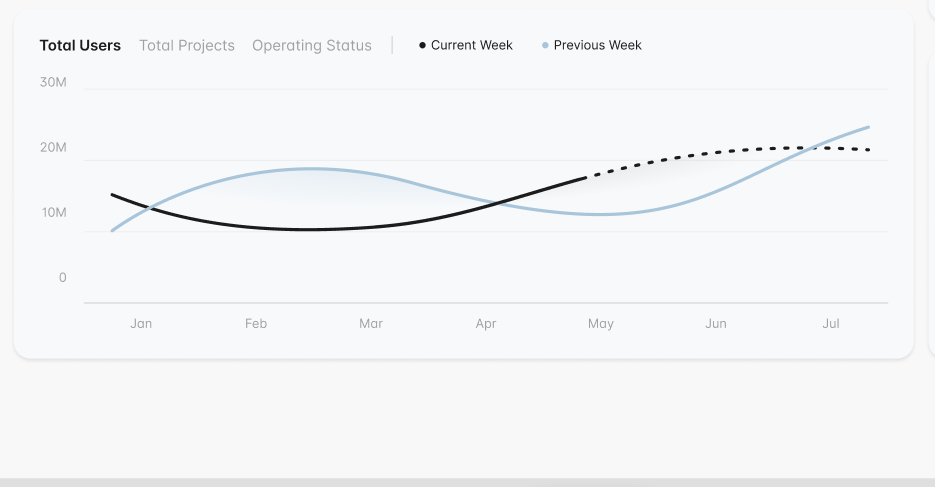 Total Users Total Projects Operating Status Current Week Previous Week
30M
20M
10M
0
Jan Feb Mar Apr May Jun Jul